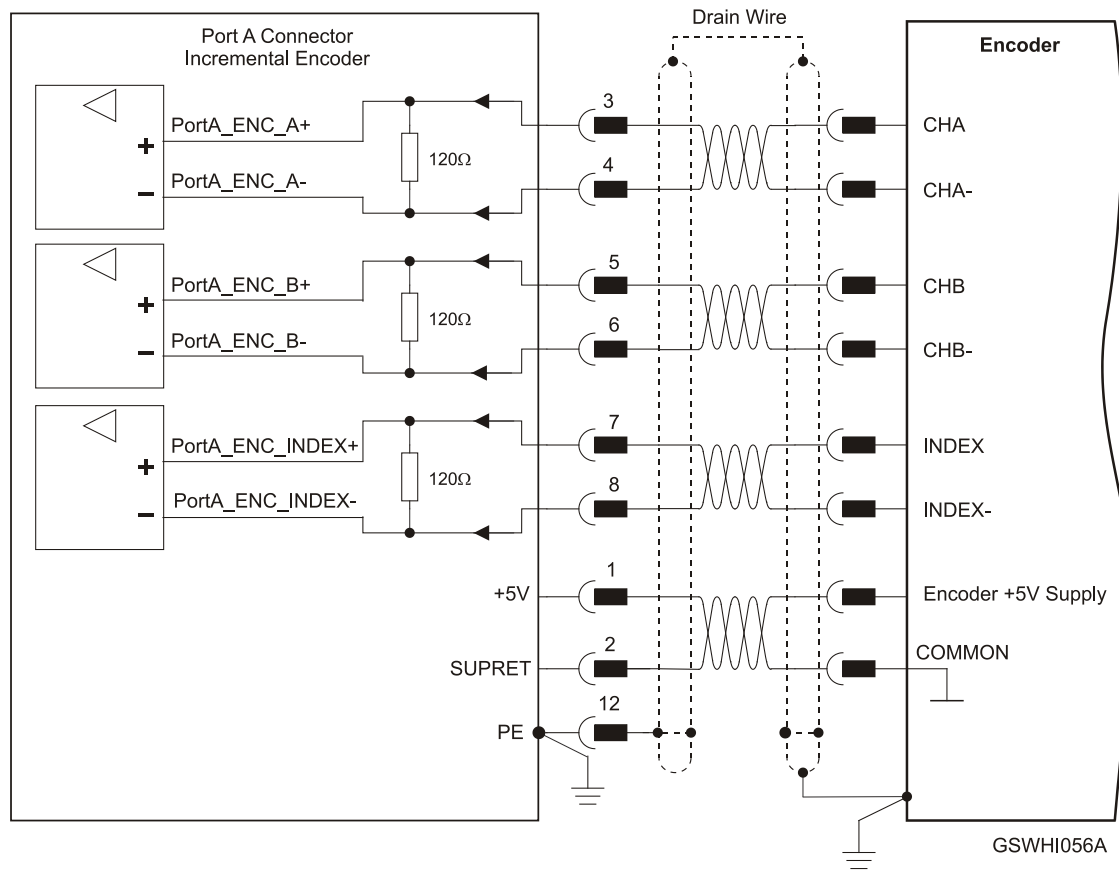 Drain Wire
Port A Connector
Incremental Encoder
Encoder
PortA_ENC_A+
+
PortA_ENC_A-
−
120Ω
3
4
CHA
CHA-
PortA_ENC_B+
+
PortA_ENC_B-
−
120Ω
5
6
CHB
CHB-
PortA_ENC_INDEX+
+
PortA_ENC_INDEX-
−
120Ω
7
8
INDEX
INDEX-
+5V
1
Encoder +5V Supply
SUPRET
2
COMMON
PE
12
GSWHI056A